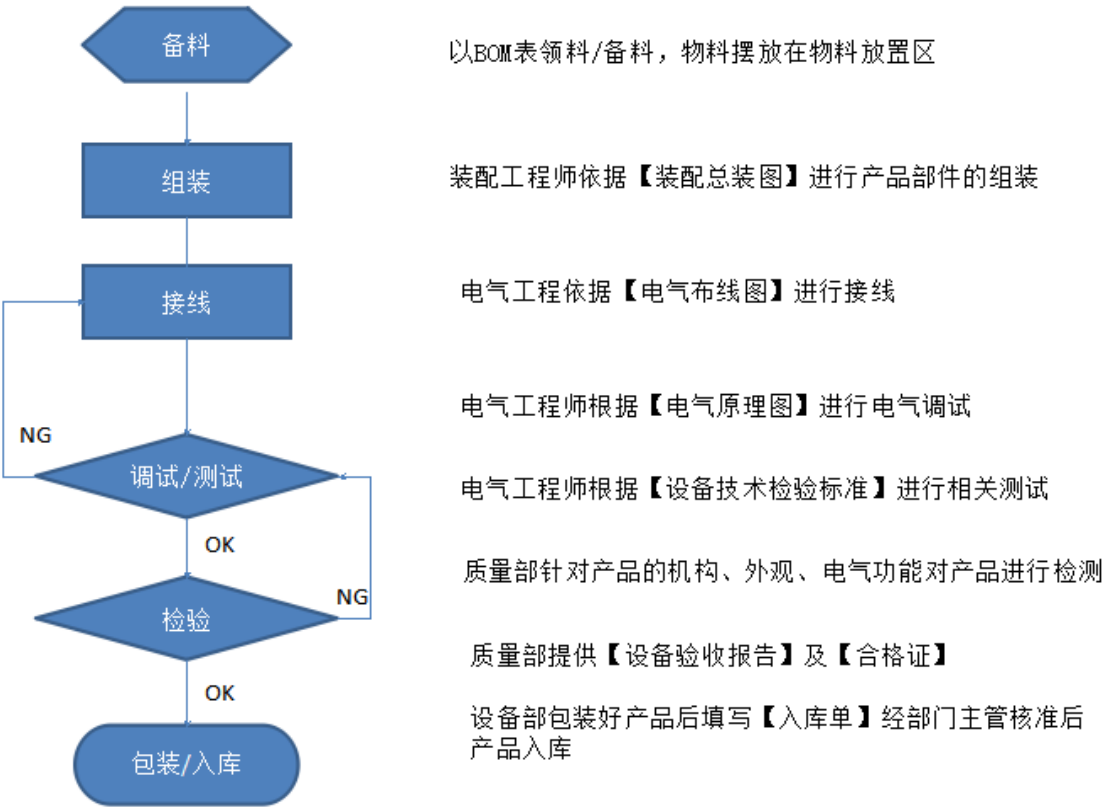 备料
以BOM表领料/备料，物料摆放在物料放置区
组装
装配工程师依据【装配总装图】进行产品部件的组装
接线
电气工程依据【电气布线图】进行接线
电气工程师根据【电气原理图】进行电气调试
NG
调试/测试
电气工程师根据【设备技术检验标准】进行相关测试
OK
质量部针对产品的机构、外观、电气功能对产品进行检测
NG
检验
质量部提供【设备验收报告】及【合格证】
OK
设备部包装好产品后填写【入库单】经部门主管核准后
产品入库
包装/入库